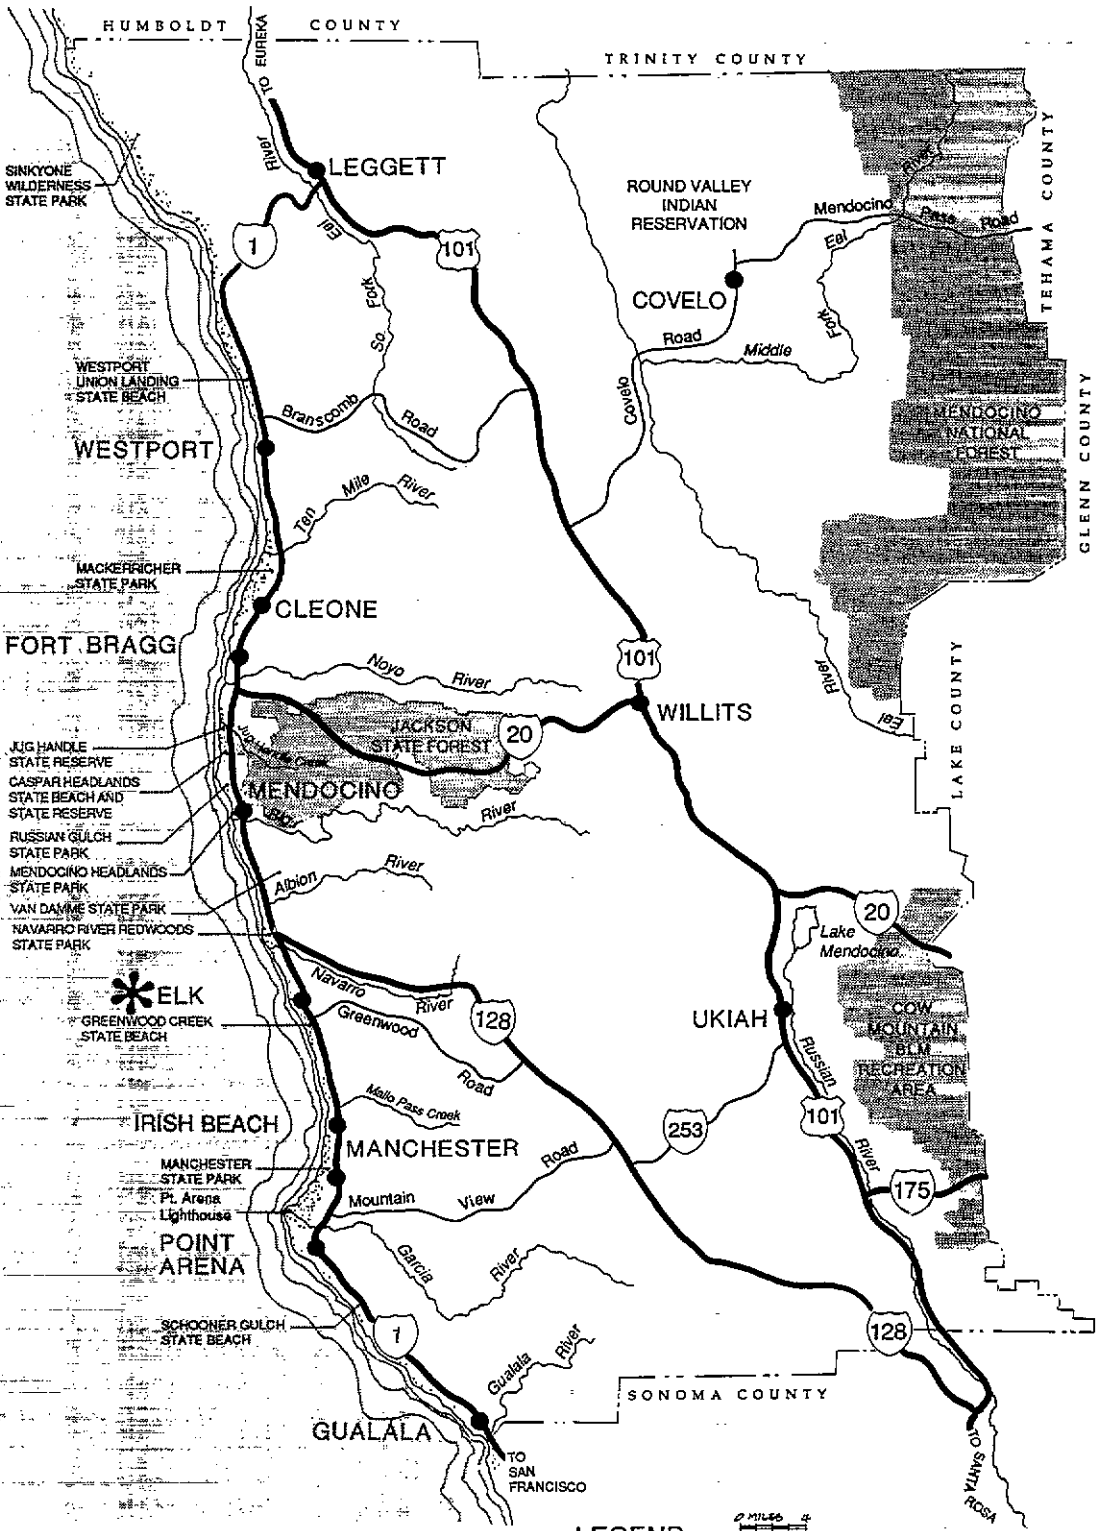 HUMBOLDT COUNTY
TO EUREKA
TRINITY COUNTY
TEHAMA COUNTY
River
LEGGETT
SINKYONE
WILDERNESS
STATE PARK
ROUND VALLEY
INDIAN
RESERVATION
River
Mendocino Pass Road
1
Eel
101
Eel
COVELO
So. Fork
Fork
Road
Middle
WESTPORT
UNION LANDING
STATE BEACH
Covelo
Branscomb Road
MENDOCINO
NATIONAL
FOREST
GLENN COUNTY
WESTPORT
Ten Mile River
MACKERRICHER
STATE PARK
CLEONE
FORT BRAGG
101
Noyo River
River
Eel
LAKE COUNTY
WILLITS
JACKSON
STATE FOREST
20
JUG HANDLE
STATE RESERVE
Jug Handle Creek
CASPAR HEADLANDS
STATE BEACH AND
STATE RESERVE
MENDOCINO
Big River
RUSSIAN GULCH
STATE PARK
MENDOCINO HEADLANDS
STATE PARK
Albion River
VAN DAMME STATE PARK
20
NAVARRO RIVER REDWOODS
STATE PARK
Lake
Mendocino
Navarro River
ELK
COW
MOUNTAIN
BLM
RECREATION
AREA
128
UKIAH
GREENWOOD CREEK
STATE BEACH
Greenwood Road
Russian
Mallo Pass Creek
101
IRISH BEACH
253
MANCHESTER
River
MANCHESTER
STATE PARK
Mountain View Road
175
Pt. Arena
Lighthouse
POINT
ARENA
Garcia River
SCHOONER GULCH
STATE BEACH
1
128
Gualala River
SONOMA COUNTY
GUALALA
TO
SAN
FRANCISCO
TO SANTA
ROSA
0 MILES 4
LEGEND